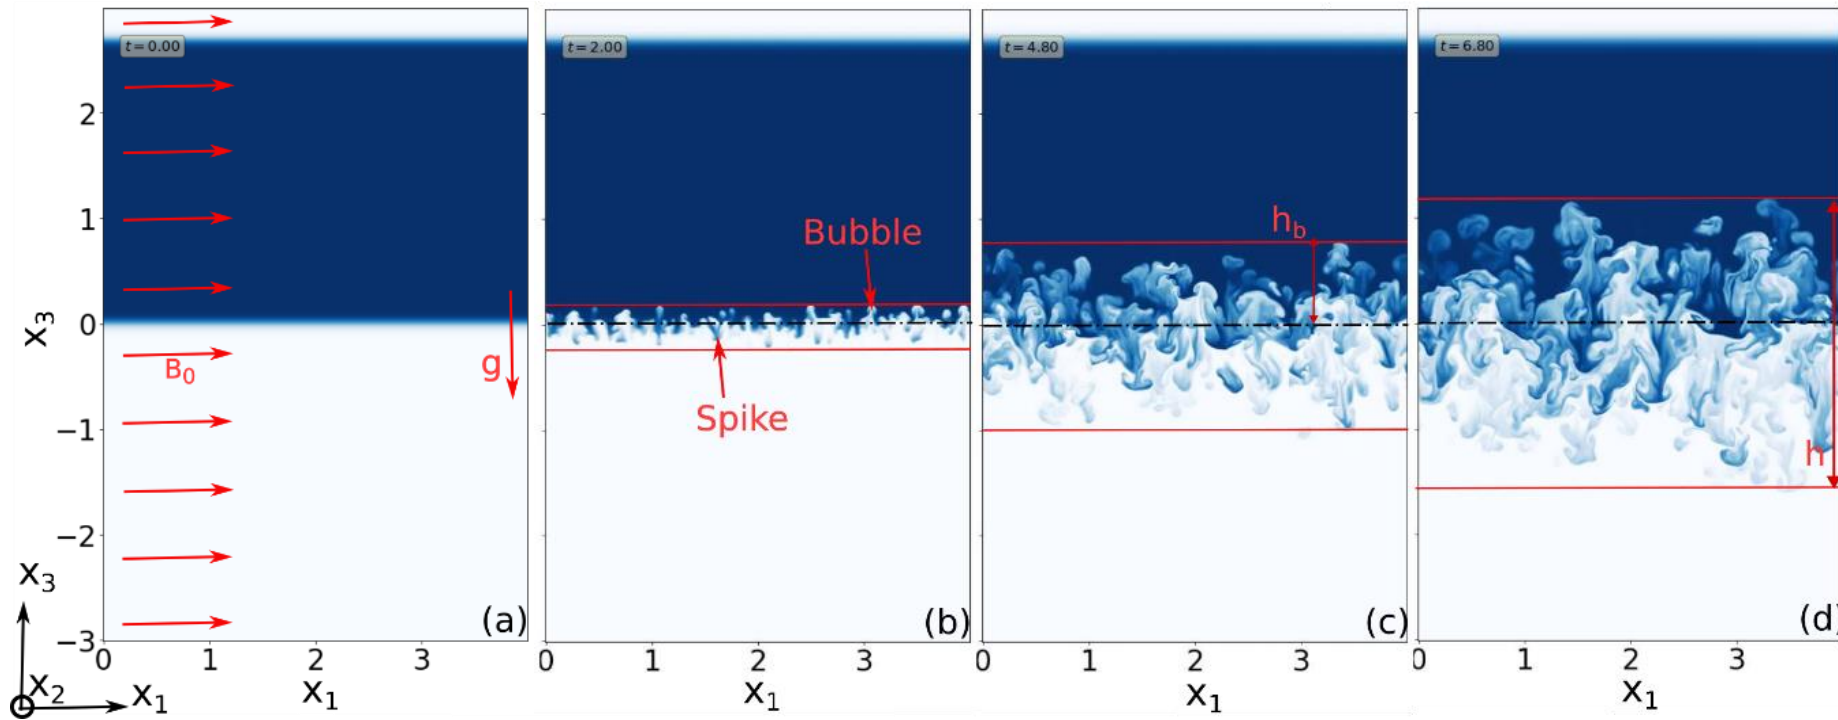 t = 0.00
t = 2.00
t = 4.80
t = 6.80
2
1
0
−1
−2
−3
x₃
B₀
g
Bubble
Spike
h_b
h
(a)
(b)
(c)
(d)
0 1 2 3
0 1 2 3
0 1 2 3
0 1 2 3
x₁
x₁
x₁
x₁
x₃
x₂
x₁